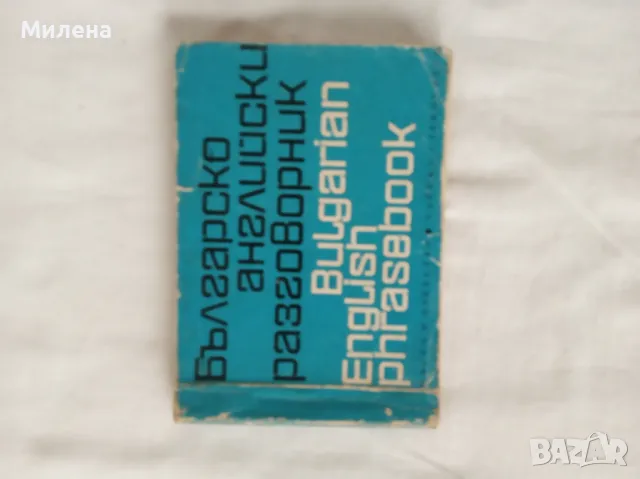 Милена
Българско
английски
разговорник
Bulgarian
English
phrasebook
BAZAR